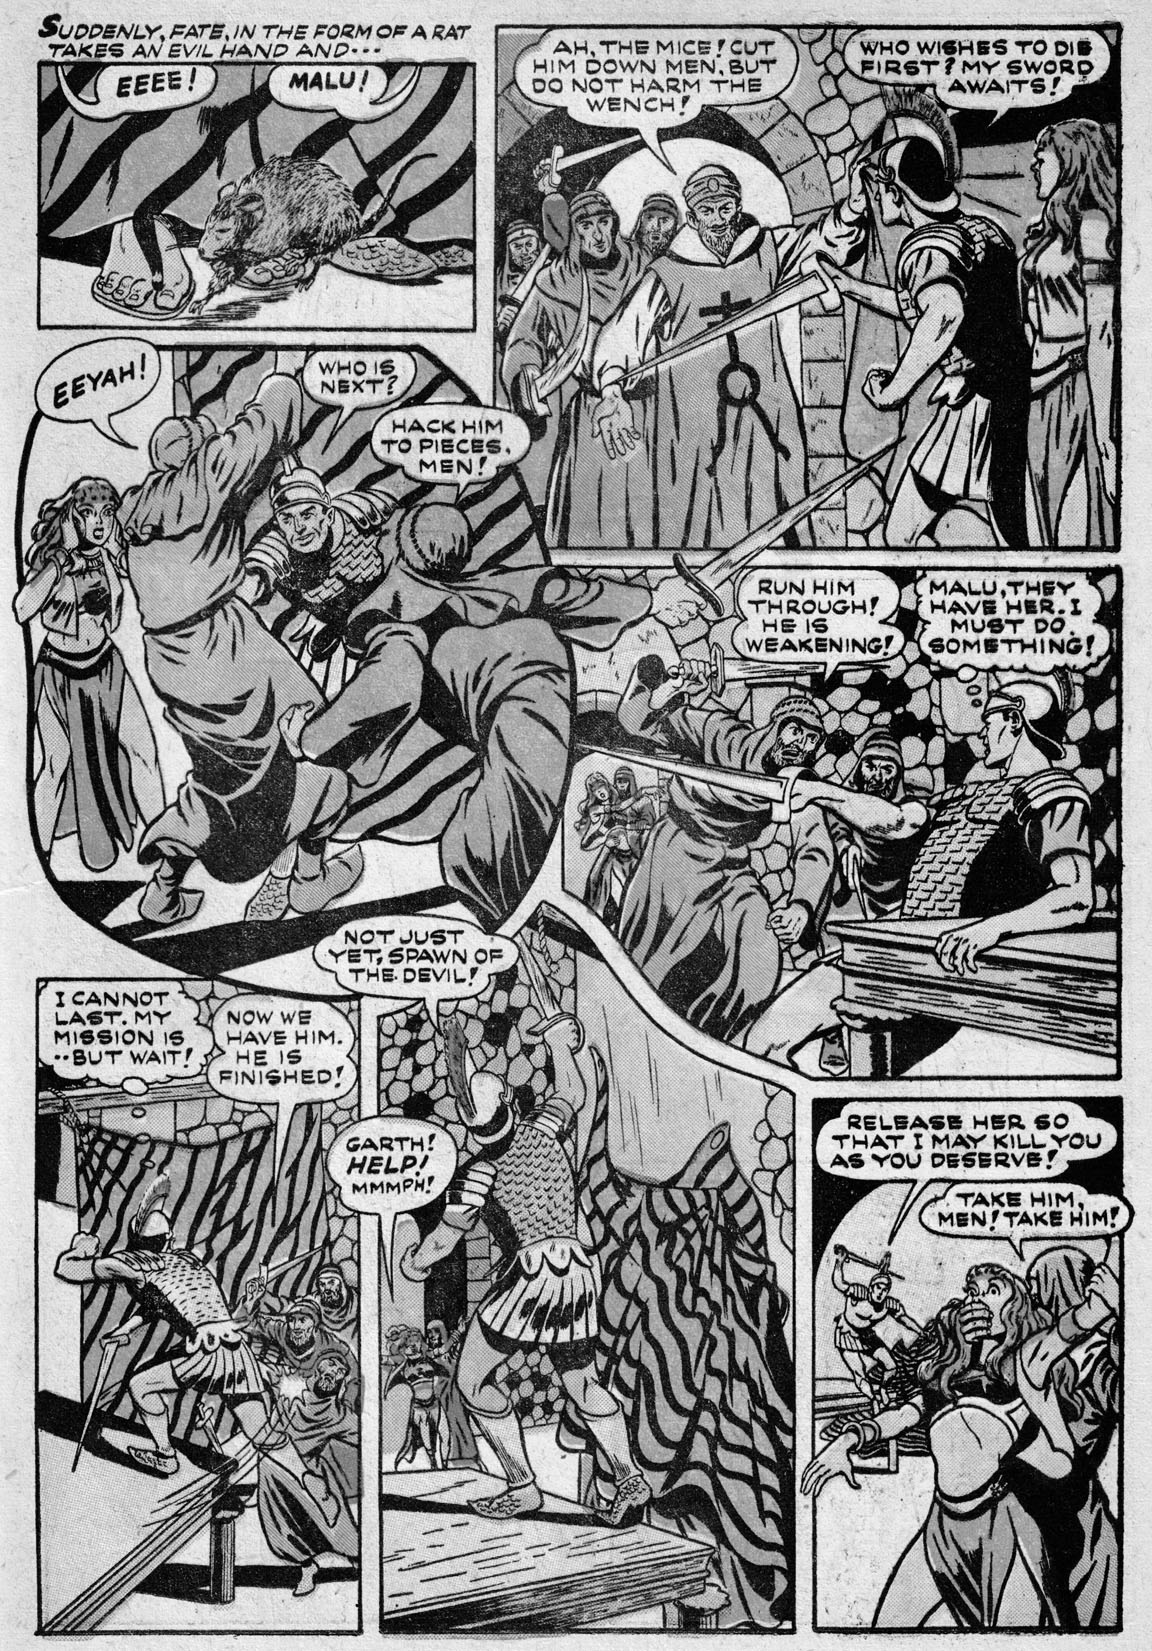 SUDDENLY, FATE, IN THE FORM OF A RAT
TAKES AN EVIL HAND AND---
EEEE!
MALU!
AH, THE MICE! CUT
HIM DOWN MEN, BUT
DO NOT HARM THE
WENCH!
WHO WISHES TO DIE
FIRST? MY SWORD
AWAITS!
EEYAH!
WHO IS
NEXT?
HACK HIM
TO PIECES,
MEN!
RUN HIM
THROUGH!
HE IS
WEAKENING!
MALU, THEY
HAVE HER. I
MUST DO
SOMETHING!
I CANNOT
LAST. MY
MISSION IS
--BUT WAIT!
NOW WE
HAVE HIM.
HE IS
FINISHED!
NOT JUST
YET, SPAWN OF
THE DEVIL!
GARTH!
HELP!
MMMPH!
RELEASE HER SO
THAT I MAY KILL YOU
AS YOU DESERVE!
TAKE HIM,
MEN! TAKE HIM!